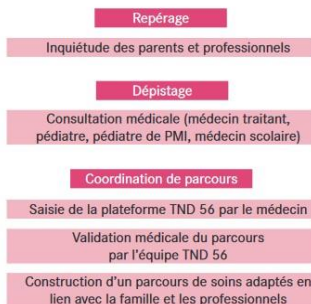 Repérage
Inquiétude des parents et professionnels
Dépistage
Consultation médicale (médecin traitant,
pédiatre, pédiatre de PMI, médecin scolaire)
Coordination de parcours
Saisie de la plateforme TND 56 par le médecin
Validation médicale du parcours
par l'équipe TND 56
Construction d'un parcours de soins adaptés en
lien avec la famille et les professionnels